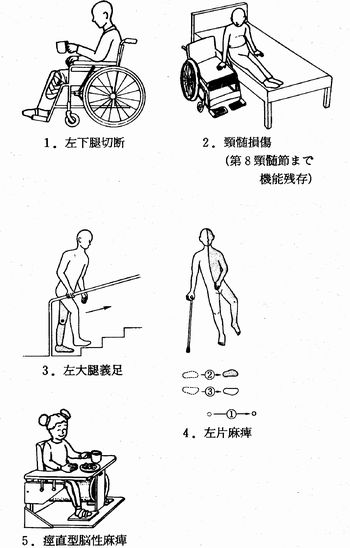 1．左下腿切断
2．頸髄損傷
(第8頸髄節まで
機能残存)
3．左大腿義足
②
③
①
4．左片麻痺
5．痙直型脳性麻痺